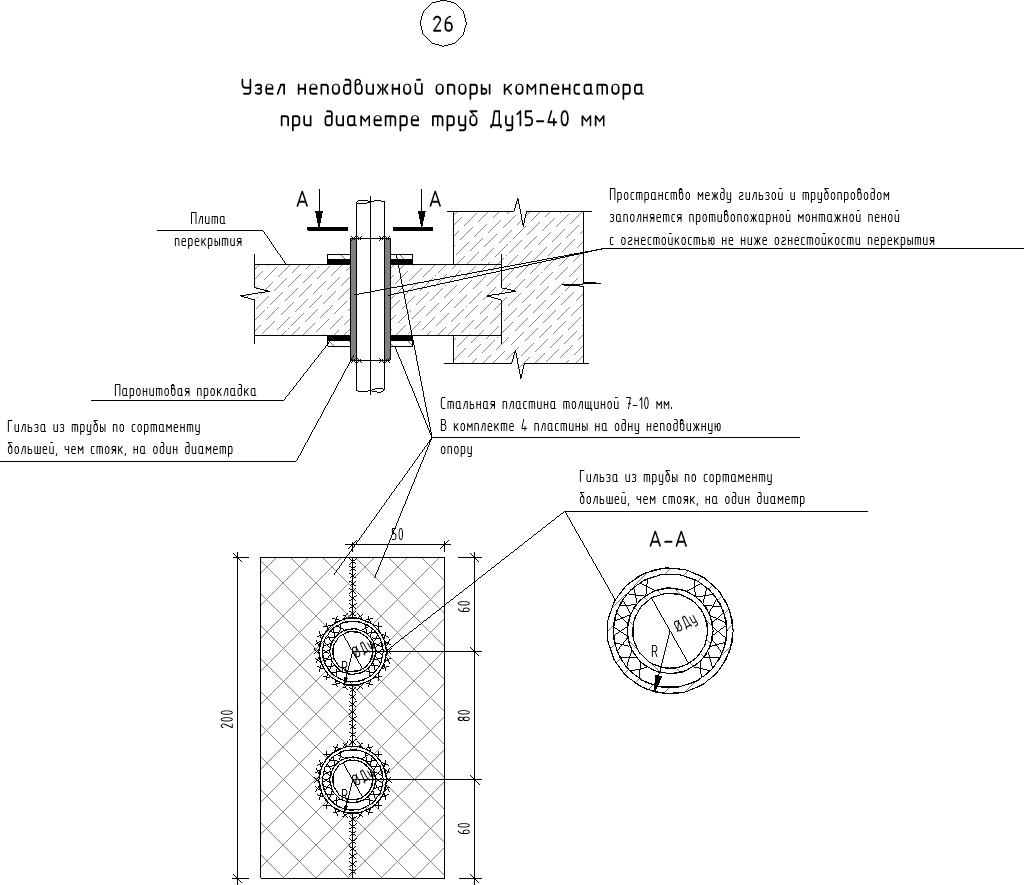 26
Узел неподвижной опоры компенсатора
при диаметре труб Ду15-40 мм
А
А
Плита
перекрытия
Пространство между гильзой и трубопроводом
заполняется противопожарной монтажной пеной
с огнестойкостью не ниже огнестойкости перекрытия
Паронитовая прокладка
Гильза из трубы по сортаменту
большей, чем стояк, на один диаметр
Стальная пластина толщиной 7-10 мм.
В комплекте 4 пластины на одну неподвижную
опору
Гильза из трубы по сортаменту
большей, чем стояк, на один диаметр
А-А
50
60
ØДу
R
ØДу
R
200
80
ØДу
R
60